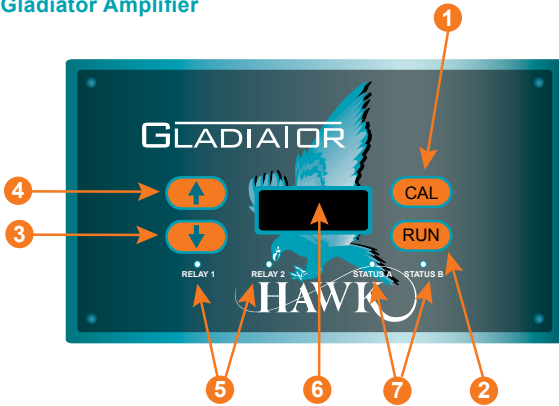 Gladiator Amplifier
1
GLADIATOR
4
CAL
3
RUN
RELAY 1 RELAY 2 STATUS A STATUS B
HAWK
5 6 7 2